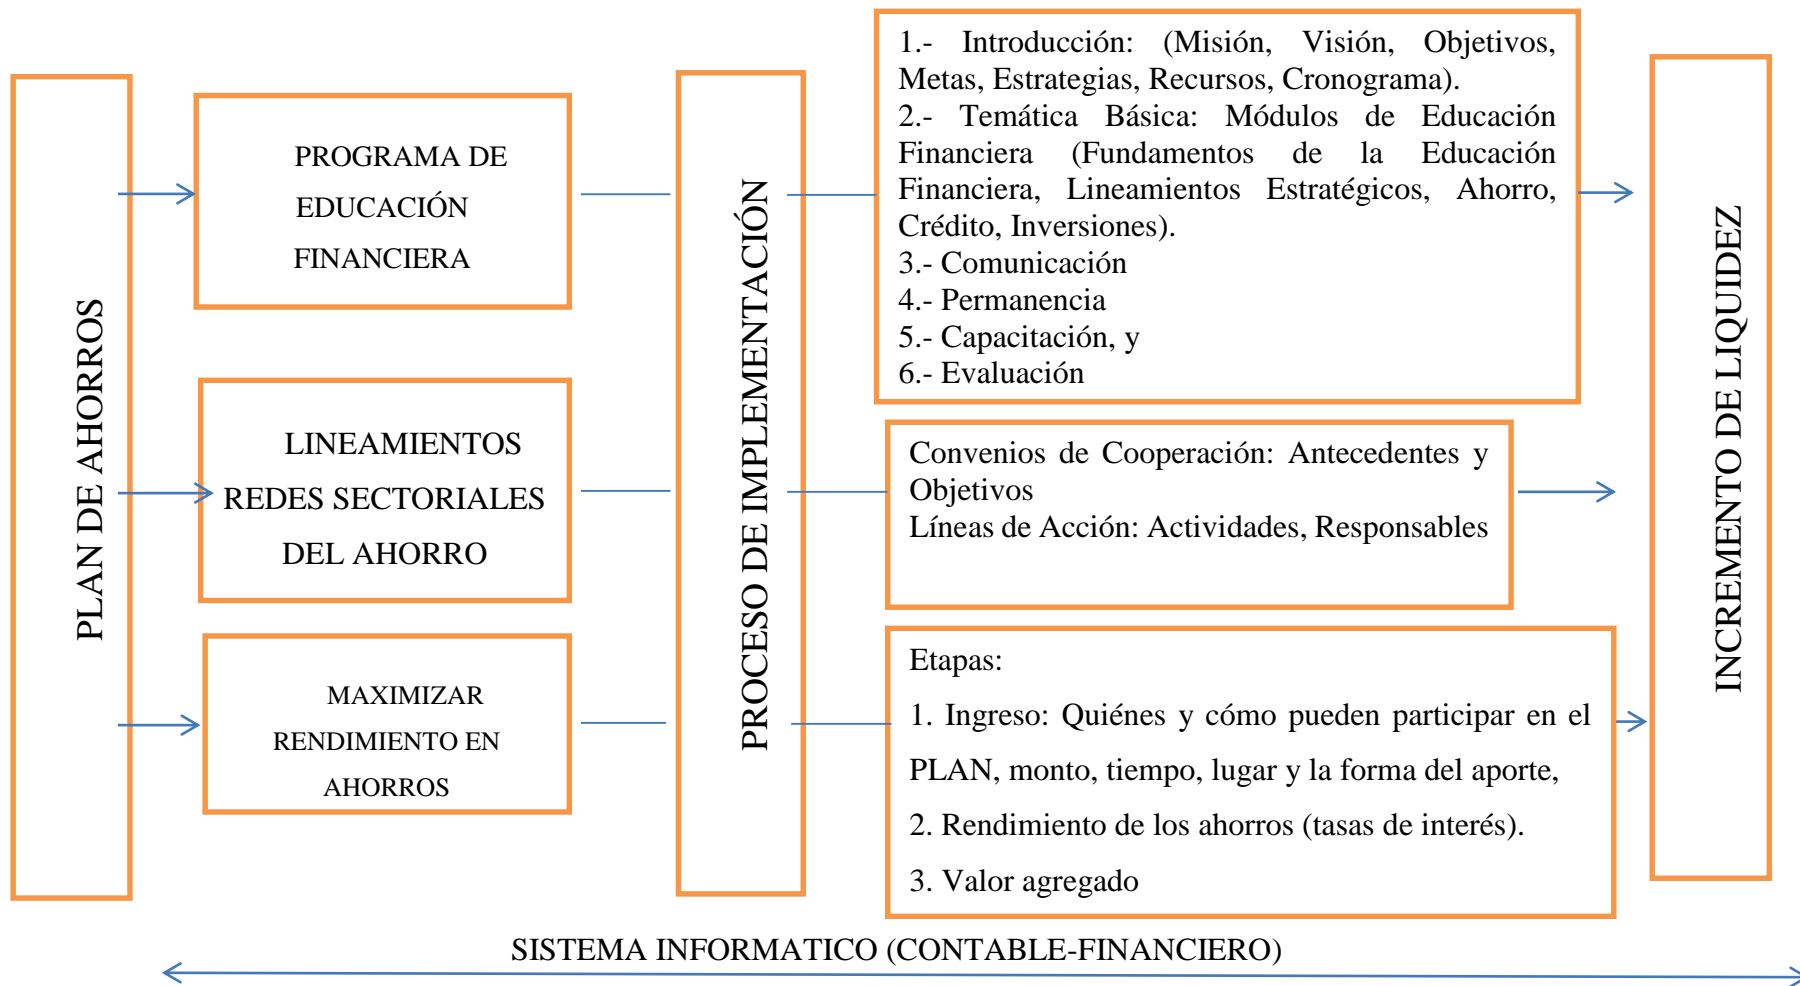 PLAN DE AHORROS
PROGRAMA DE
EDUCACIÓN
FINANCIERA
LINEAMIENTOS
REDES SECTORIALES
DEL AHORRO
MAXIMIZAR
RENDIMIENTO EN
AHORROS
PROCESO DE IMPLEMENTACIÓN
1.- Introducción: (Misión, Visión, Objetivos,
Metas, Estrategias, Recursos, Cronograma).
2.- Temática Básica: Módulos de Educación
Financiera (Fundamentos de la Educación
Financiera, Lineamientos Estratégicos, Ahorro,
Crédito, Inversiones).
3.- Comunicación
4.- Permanencia
5.- Capacitación, y
6.- Evaluación
Convenios de Cooperación: Antecedentes y
Objetivos
Líneas de Acción: Actividades, Responsables
Etapas:
1. Ingreso: Quiénes y cómo pueden participar en el
PLAN, monto, tiempo, lugar y la forma del aporte,
2. Rendimiento de los ahorros (tasas de interés).
3. Valor agregado
INCREMENTO DE LIQUIDEZ
SISTEMA INFORMATICO (CONTABLE-FINANCIERO)